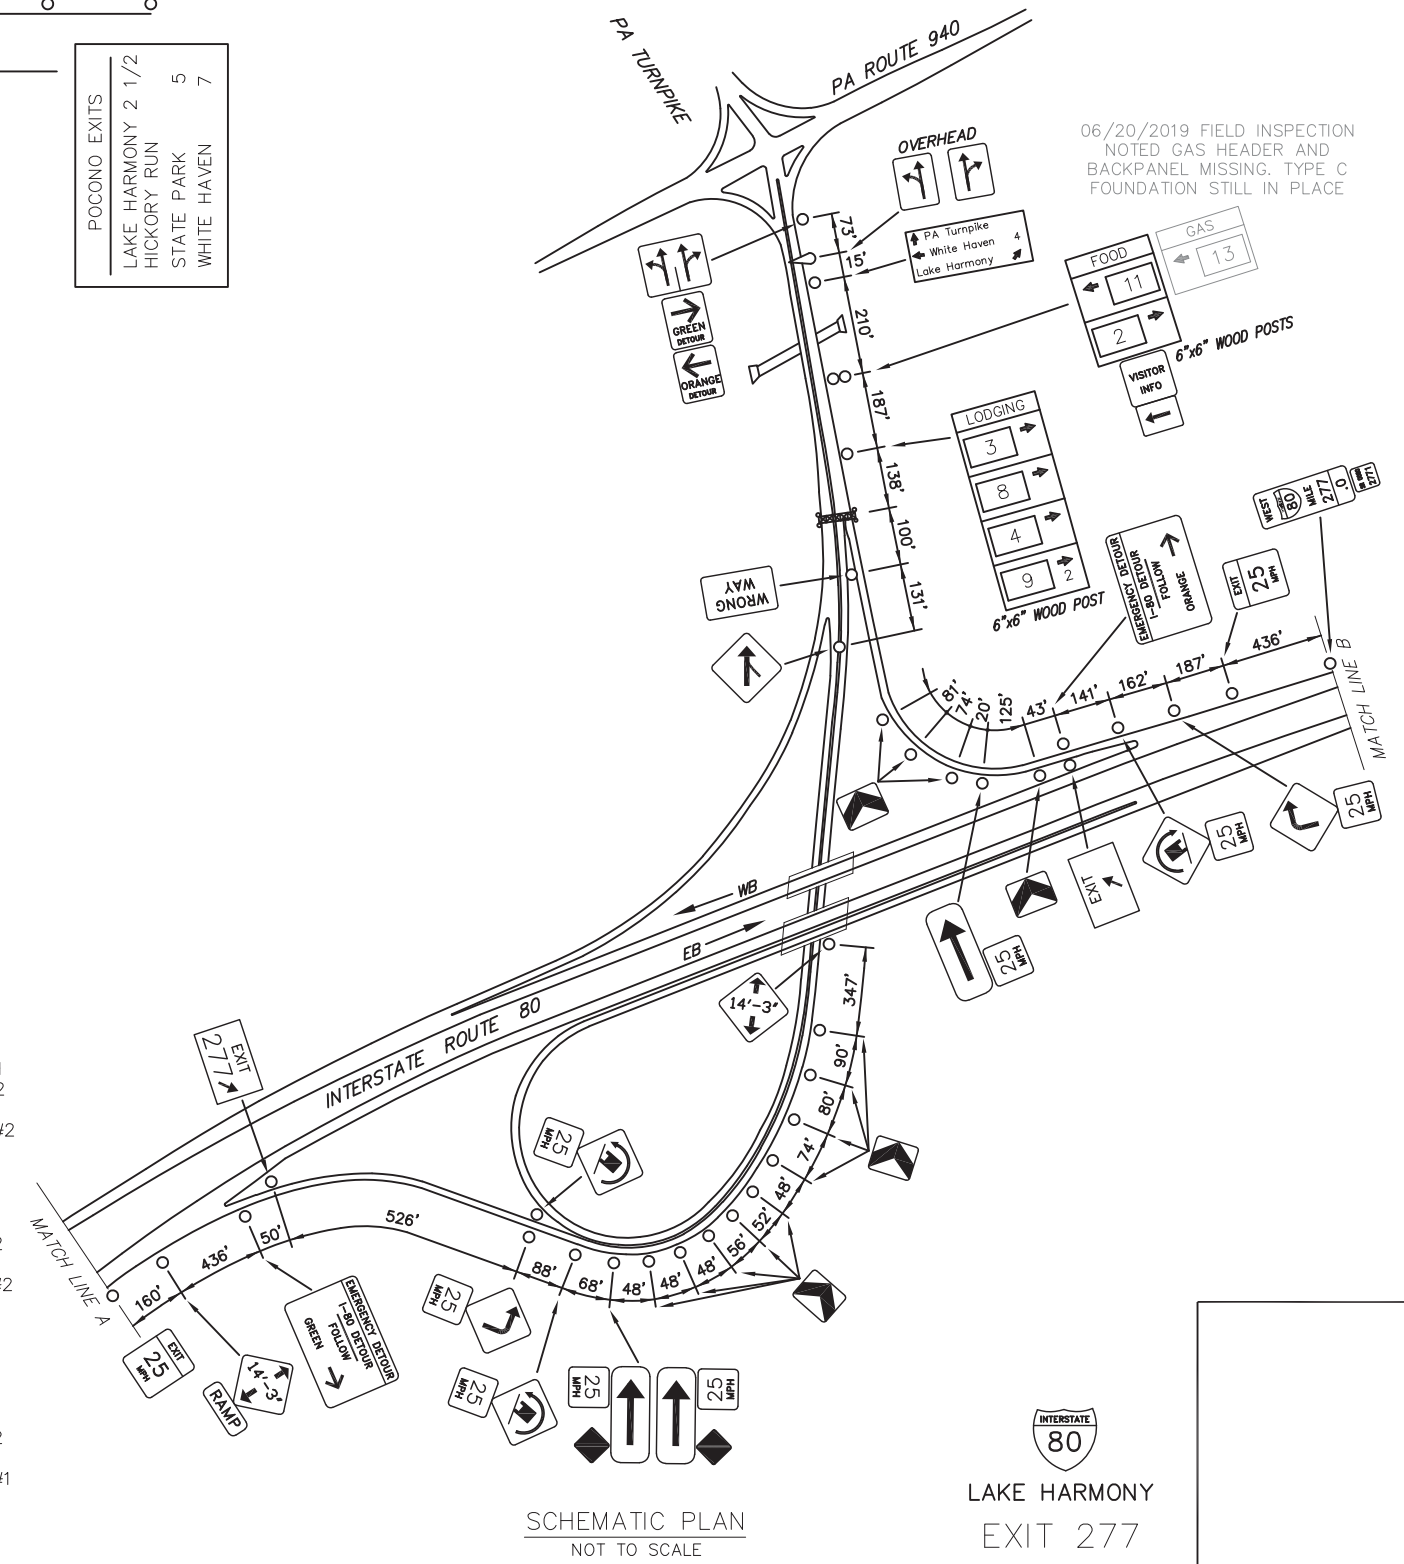 POCONO EXITS
LAKE HARMONY 2 1/2
HICKORY RUN
STATE PARK 5
WHITE HAVEN 7
PA TURNPIKE
PA ROUTE 940
06/20/2019 FIELD INSPECTION
NOTED GAS HEADER AND
BACKPANEL MISSING. TYPE C
FOUNDATION STILL IN PLACE
OVERHEAD
PA Turnpike
White Haven 4
Lake Harmony
GAS
13
FOOD
11
2
6"x6" WOOD POSTS
VISITOR
INFO
GREEN
DETOUR
ORANGE
DETOUR
73'
15'
210'
187'
138'
100'
131'
LODGING
3
8
4
9 2
6"x6" WOOD POST
WRONG
WAY
EMERGENCY DETOUR
I-80 DETOUR
FOLLOW
ORANGE
EXIT
25
MPH
WEST
80
MILE
277
.0
2771
MATCH LINE B
81'
74'
20'
125'
43'
141'
162'
187'
436'
25
MPH
25
MPH
EXIT
25
MPH
WB
EB
INTERSTATE ROUTE 80
14'-3"
347'
90'
80'
74'
48'
52'
56'
48'
48'
48'
68'
88'
526'
50'
436'
160'
EXIT
277
25
MPH
MATCH LINE A
EXIT
25
MPH
14'-3"
RAMP
EMERGENCY DETOUR
I-80 DETOUR
FOLLOW
GREEN
25
MPH
25
MPH
25
MPH
25
MPH
2
#2
2
#2
2
#1
INTERSTATE
80
LAKE HARMONY
EXIT 277
SCHEMATIC PLAN
NOT TO SCALE